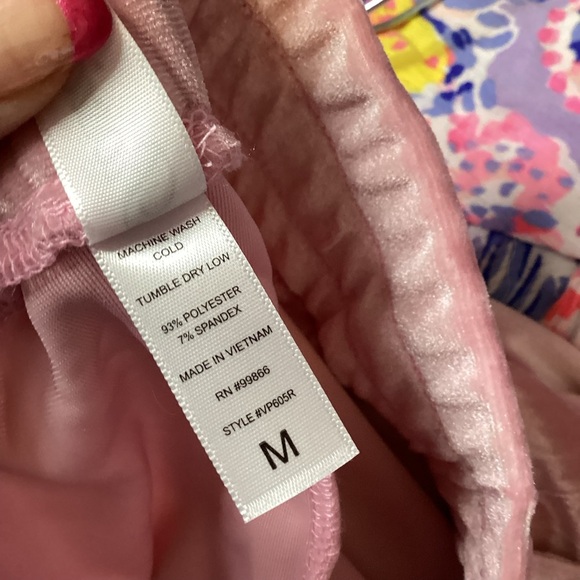 MACHINE WASH
COLD
TUMBLE DRY LOW
93% POLYESTER
7% SPANDEX
MADE IN VIETNAM
RN #99866
STYLE #VP605R
M